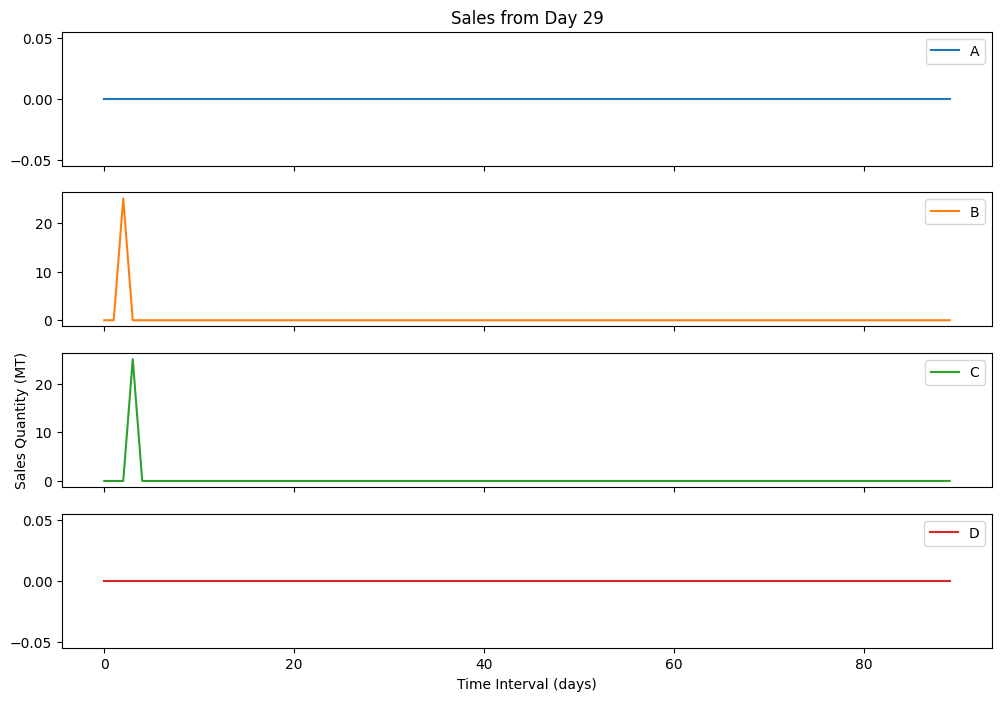 Sales from Day 29
0.05
0.00
−0.05
A
20
10
0
B
Sales Quantity (MT)
20
10
0
C
0.05
0.00
−0.05
D
0 20 40 60 80
Time Interval (days)